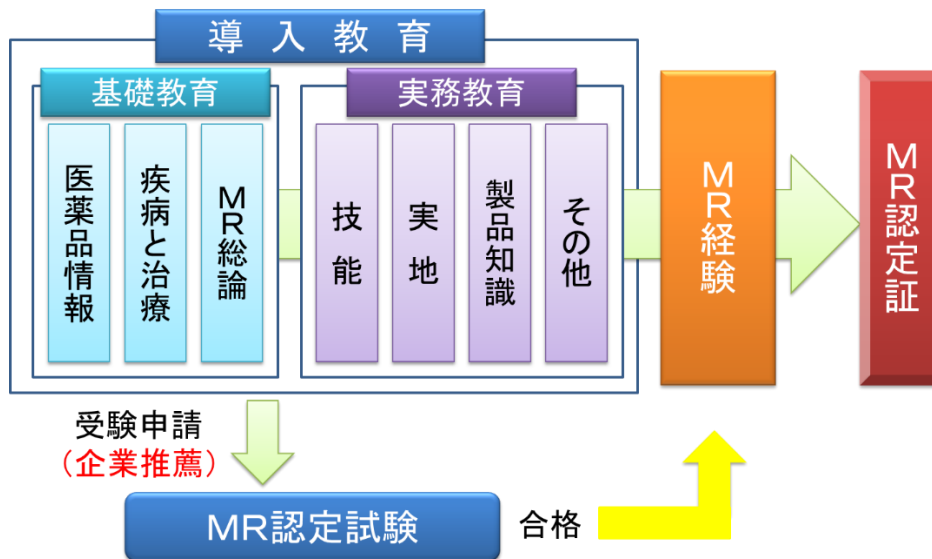 導入教育
基礎教育
医薬品情報
疾病と治療
ＭＲ総論
実務教育
技能
実地
製品知識
その他
ＭＲ経験
ＭＲ認定証
受験申請
（企業推薦）
ＭＲ認定試験
合格